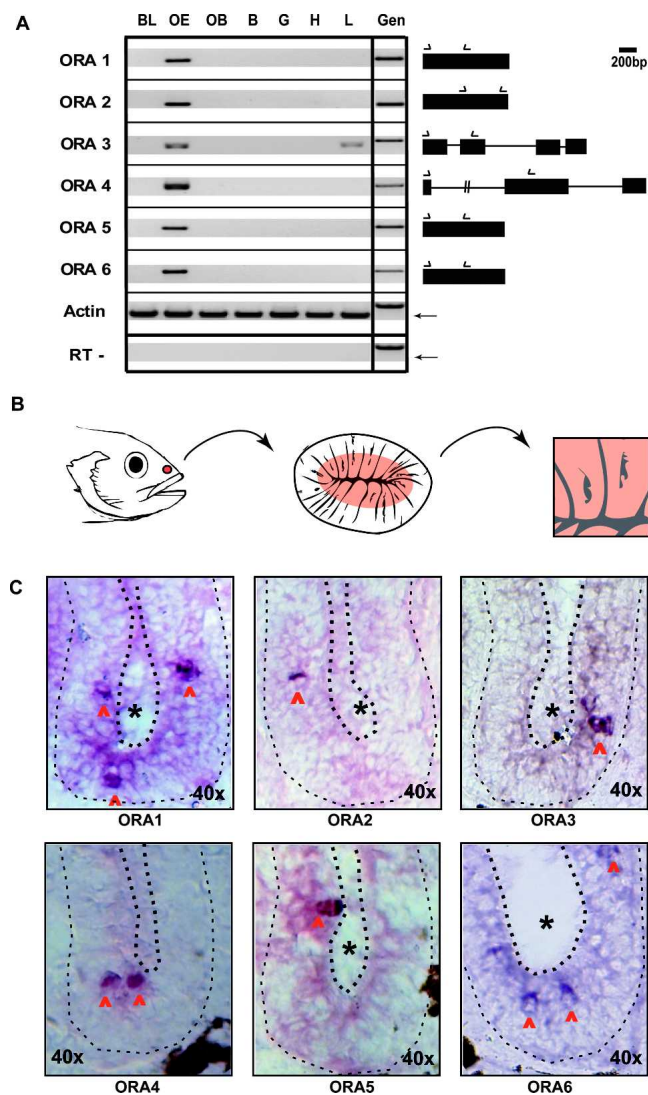 A
BL OE OB B G H L Gen
ORA 1
200bp
ORA 2
ORA 3
ORA 4
ORA 5
ORA 6
Actin
RT -
B
C
* 40x
ORA1
* 40x
ORA2
* 40x
ORA3
40x
ORA4
* 40x
ORA5
* 40x
ORA6